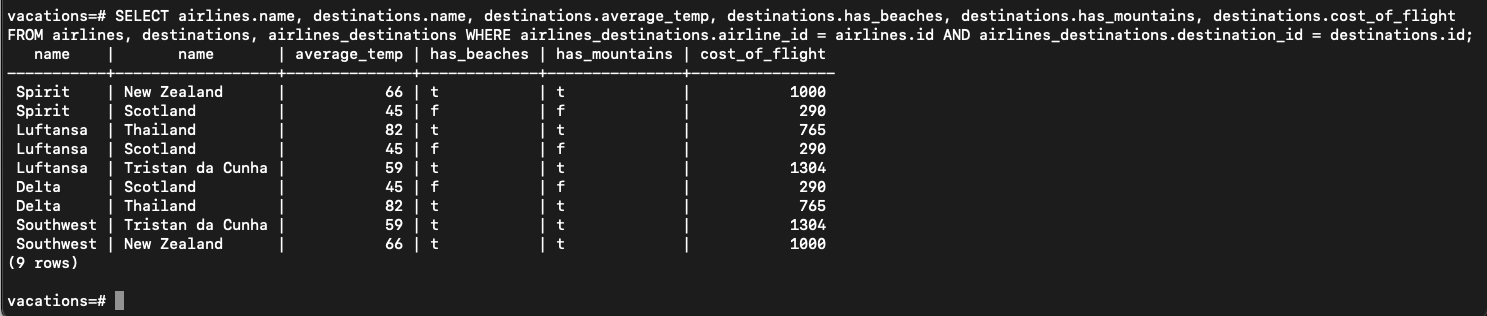 vacations=# SELECT airlines.name, destinations.name, destinations.average_temp, destinations.has_beaches, destinations.has_mountains, destinations.cost_of_flight
FROM airlines, destinations, airlines_destinations WHERE airlines_destinations.airline_id = airlines.id AND airlines_destinations.destination_id = destinations.id;
   name    |       name       | average_temp | has_beaches | has_mountains | cost_of_flight
-----------+------------------+--------------+-------------+---------------+----------------
 Spirit    | New Zealand      |           66 | t           | t             |           1000
 Spirit    | Scotland         |           45 | f           | f             |            290
 Luftansa  | Thailand         |           82 | t           | t             |            765
 Luftansa  | Scotland         |           45 | f           | f             |            290
 Luftansa  | Tristan da Cunha |           59 | t           | t             |           1304
 Delta     | Scotland         |           45 | f           | f             |            290
 Delta     | Thailand         |           82 | t           | t             |            765
 Southwest | Tristan da Cunha |           59 | t           | t             |           1304
 Southwest | New Zealand      |           66 | t           | t             |           1000
(9 rows)

vacations=#